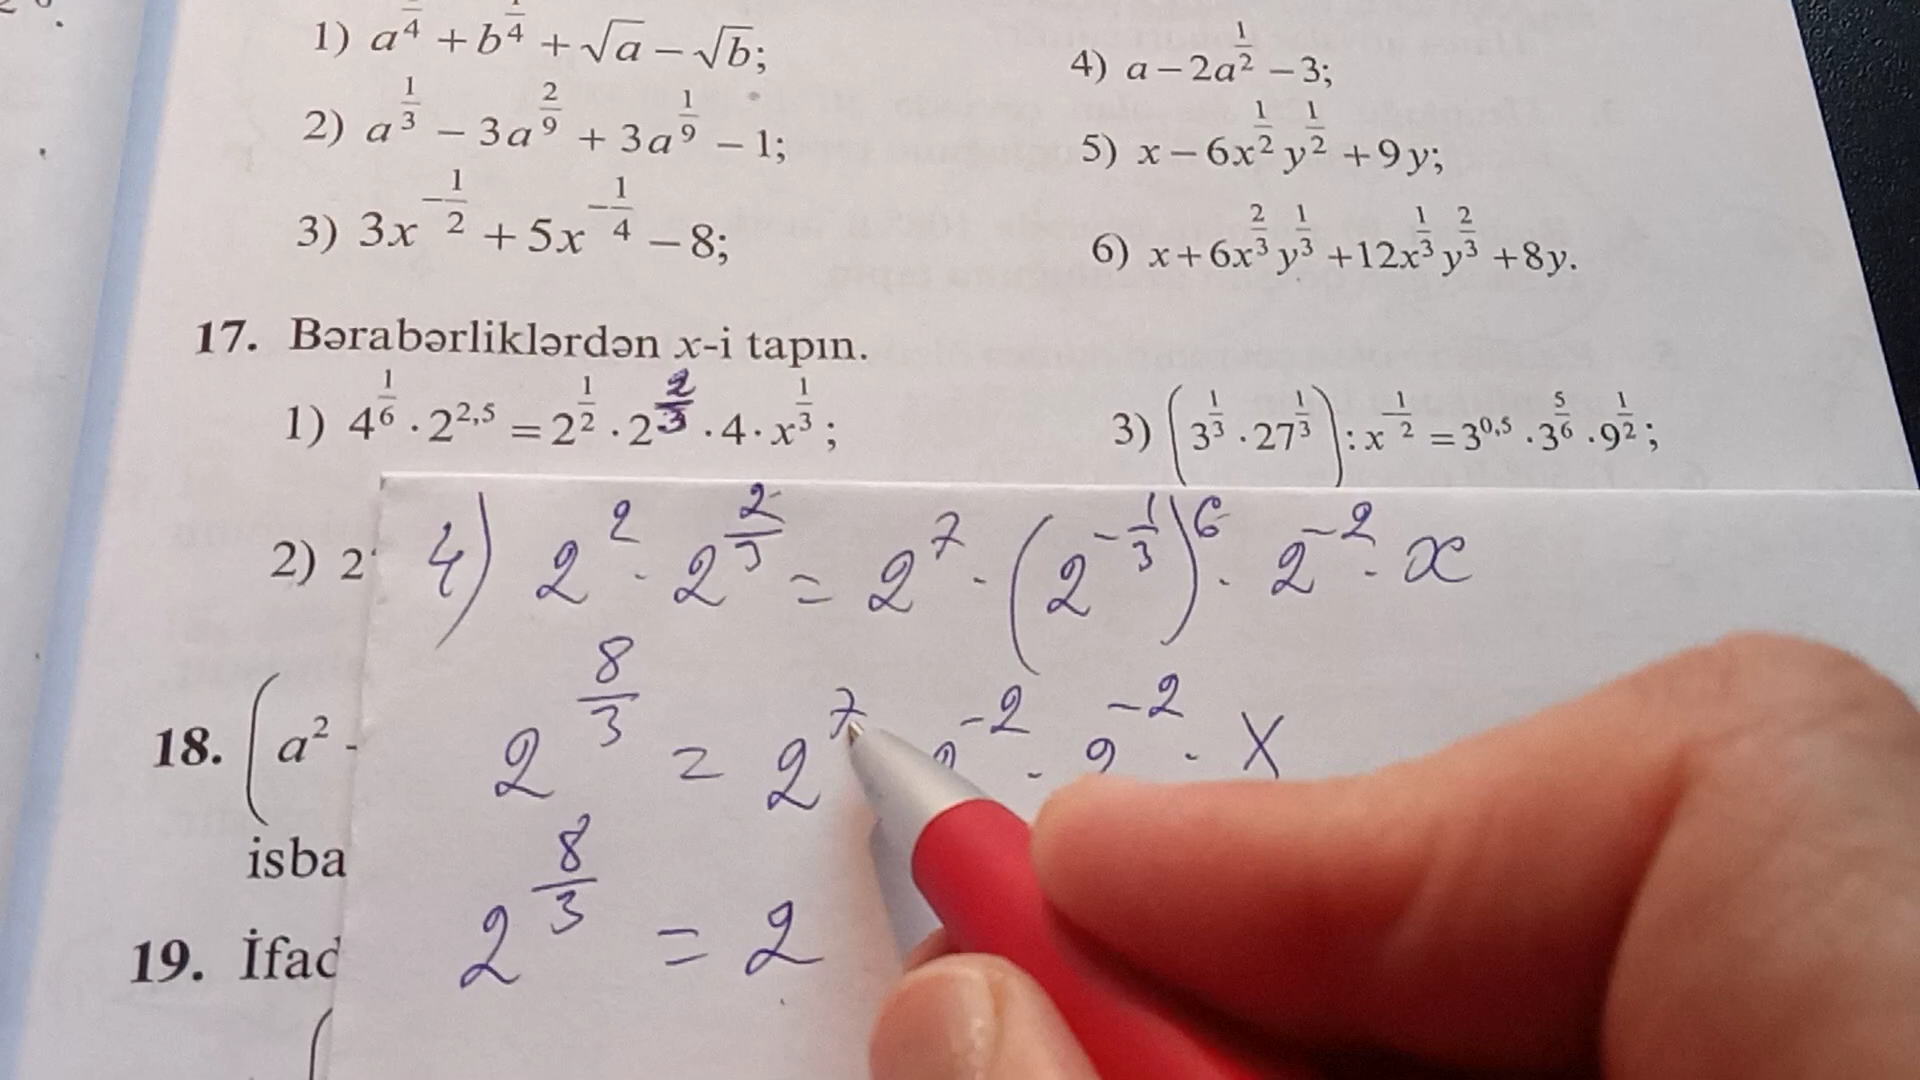 1) a^{1/4} + b^{1/4} + √a − √b;
2) a^{1/3} − 3a^{2/9} + 3a^{1/9} − 1;
3) 3x^{−1/2} + 5x^{−1/4} − 8;
4) a − 2a^{1/2} − 3;
5) x − 6x^{1/2} y^{1/2} + 9y;
6) x + 6x^{2/3} y^{1/3} + 12x^{1/3} y^{2/3} + 8y.
17. Bərabərliklərdən x-i tapın.
1) 4^{1/6} · 2^{2,5} = 2^{1/2} · 2^{2/3} · 4 · x^{1/3};
3) (3^{1/3} · 27^{1/3}) : x^{−1/2} = 3^{0,5} · 3^{5/6} · 9^{1/2};
2) 2
4) 2^2 · 2^{2/3} = 2^7 · (2^{−1/3})^6 · 2^{−2} · x
2^{8/3} = 2^7 2^{−2} · 2^{−2} · x
2^{8/3} = 2
18. (a^2 -
isba
19. İfad
(